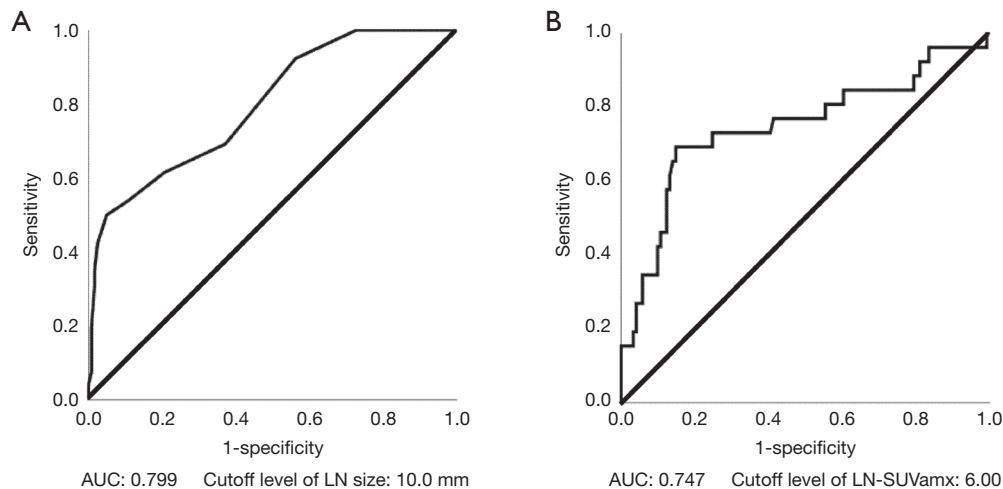 A
1.0
0.8
0.6
0.4
0.2
0.0
Sensitivity
0.0 0.2 0.4 0.6 0.8 1.0
1-specificity
AUC: 0.799 Cutoff level of LN size: 10.0 mm
B
1.0
0.8
0.6
0.4
0.2
0.0
Sensitivity
0.0 0.2 0.4 0.6 0.8 1.0
1-specificity
AUC: 0.747 Cutoff level of LN-SUVamx: 6.00